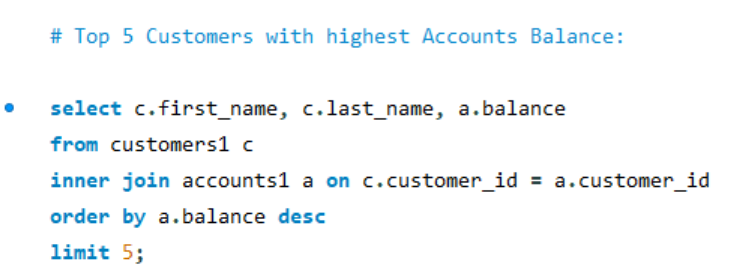 # Top 5 Customers with highest Accounts Balance:
select c.first_name, c.last_name, a.balance
from customers1 c
inner join accounts1 a on c.customer_id = a.customer_id
order by a.balance desc
limit 5;